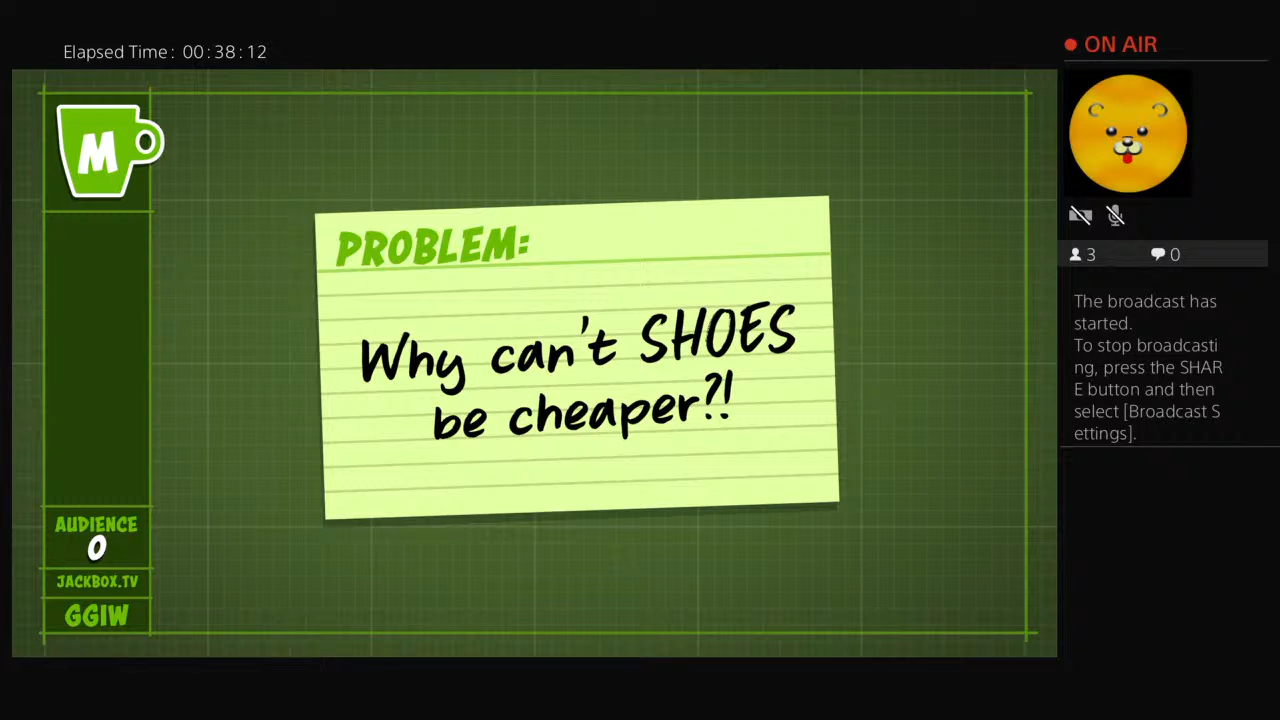 Elapsed Time: 00:38:12
ON AIR
M
PROBLEM:
Why can't SHOES
be cheaper?!
3
0
The broadcast has
started.
To stop broadcasti
ng, press the SHAR
E button and then
select [Broadcast S
ettings].
AUDIENCE
0
JACKBOX.TV
GGIW